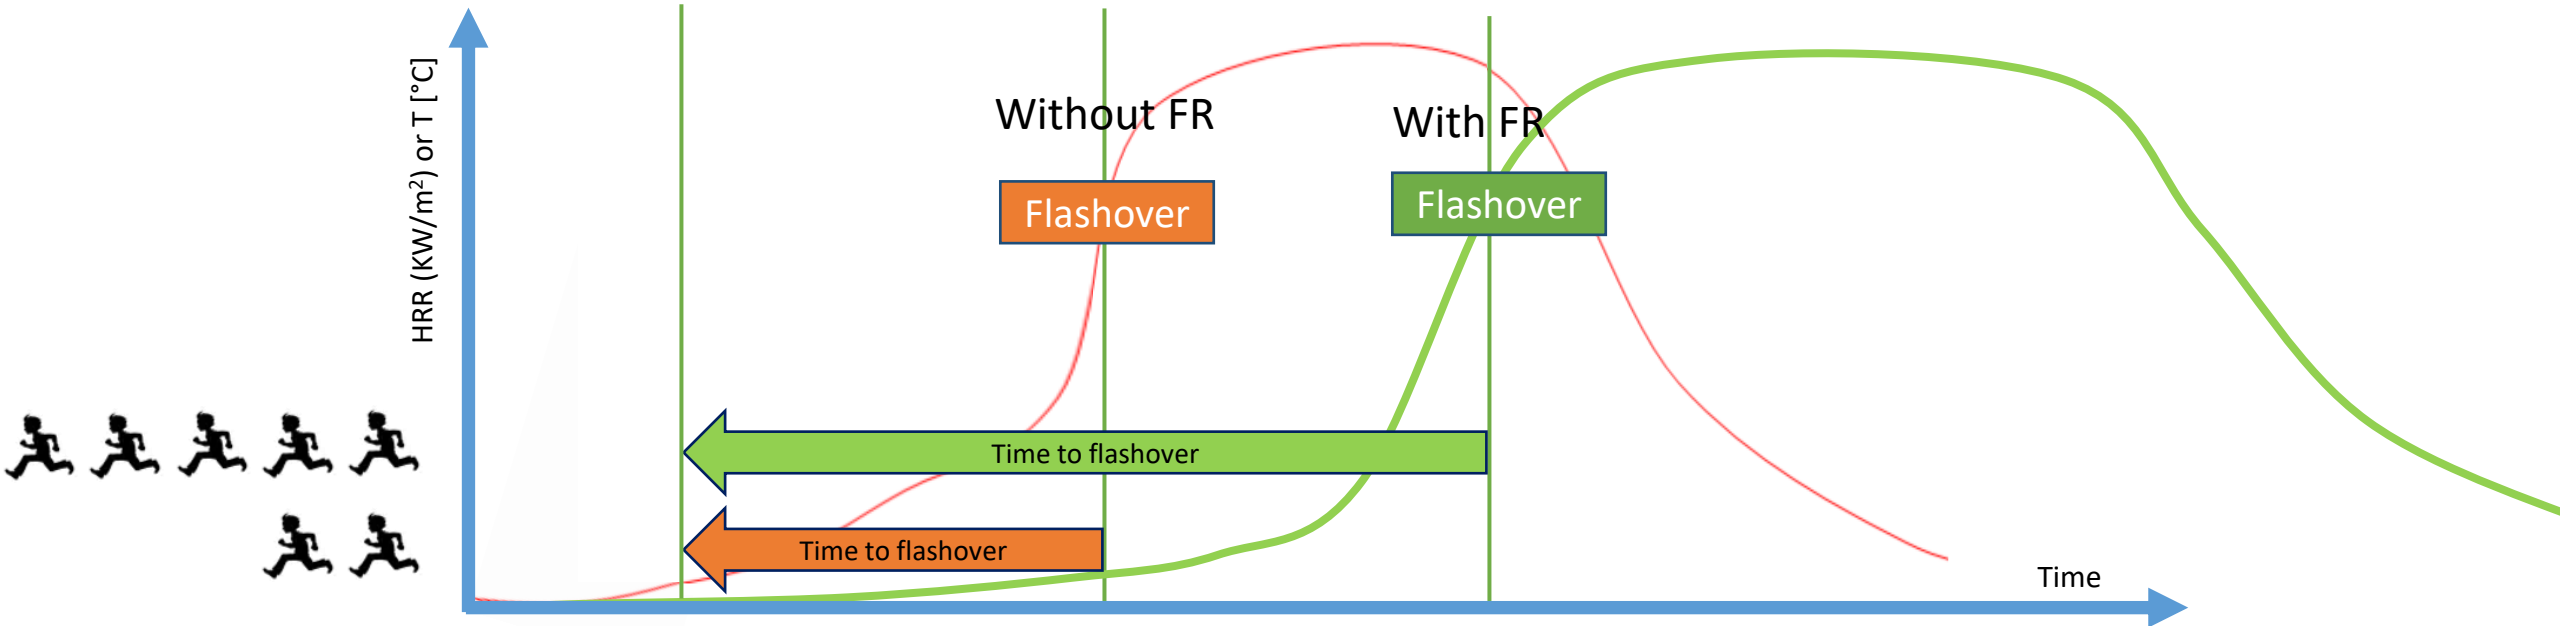 HRR (KW/m²) or T [°C]
Without FR
With FR
Flashover
Flashover
Time to flashover
Time to flashover
Time